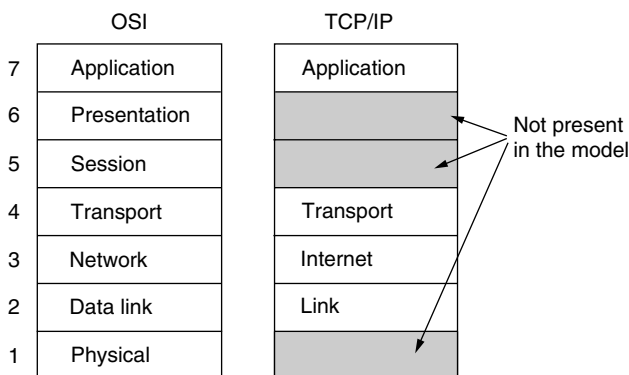 OSI TCP/IP
7 Application Application
6 Presentation
5 Session
Not present
in the model
4 Transport Transport
3 Network Internet
2 Data link Link
1 Physical